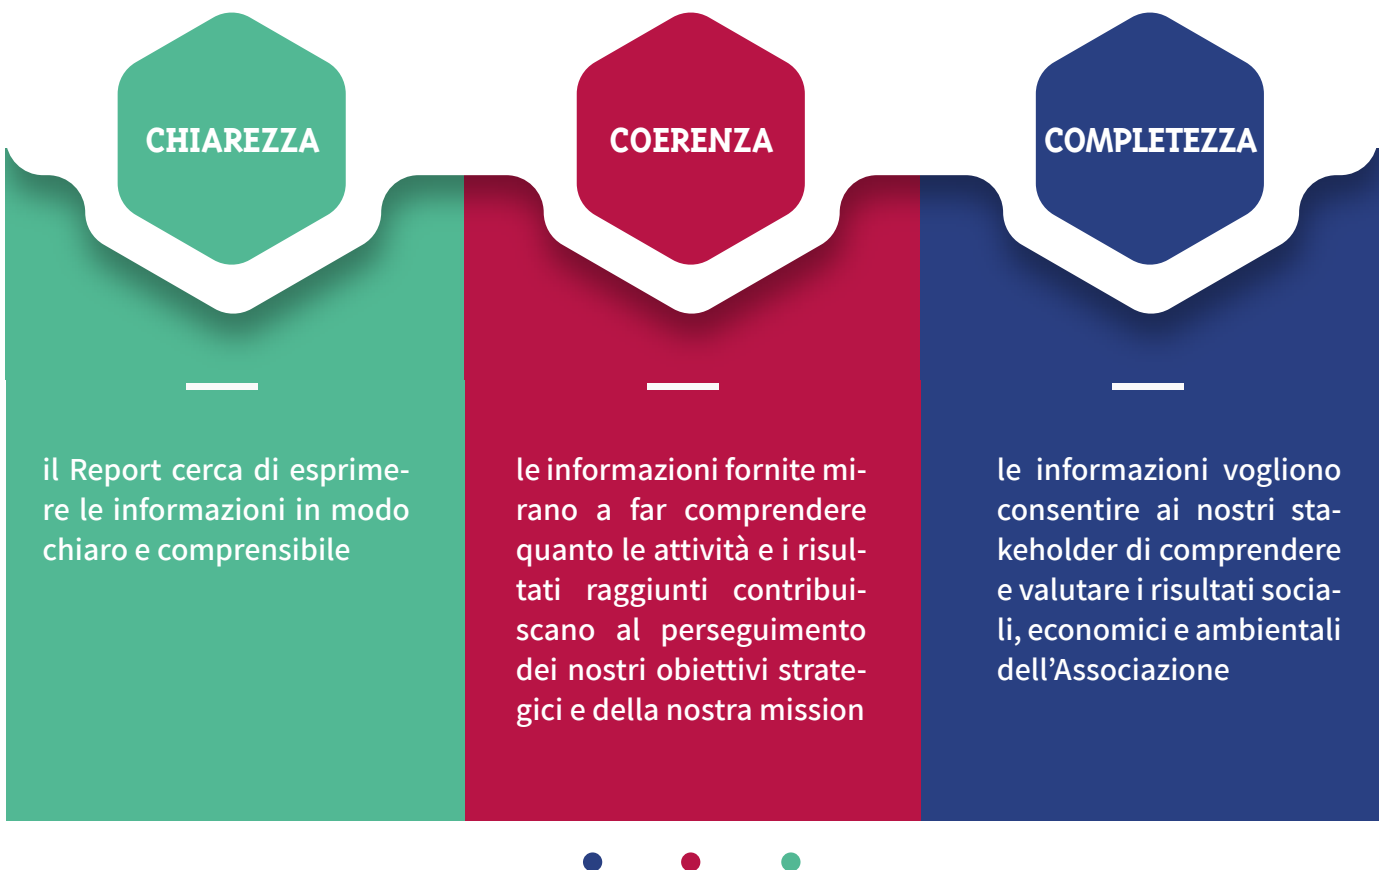 CHIAREZZA
il Report cerca di esprime-
re le informazioni in modo
chiaro e comprensibile
COERENZA
le informazioni fornite mi-
rano a far comprendere
quanto le attività e i risul-
tati raggiunti contribui-
scano al perseguimento
dei nostri obiettivi strate-
gici e della nostra mission
COMPLETEZZA
le informazioni vogliono
consentire ai nostri sta-
keholder di comprendere
e valutare i risultati socia-
li, economici e ambientali
dell’Associazione